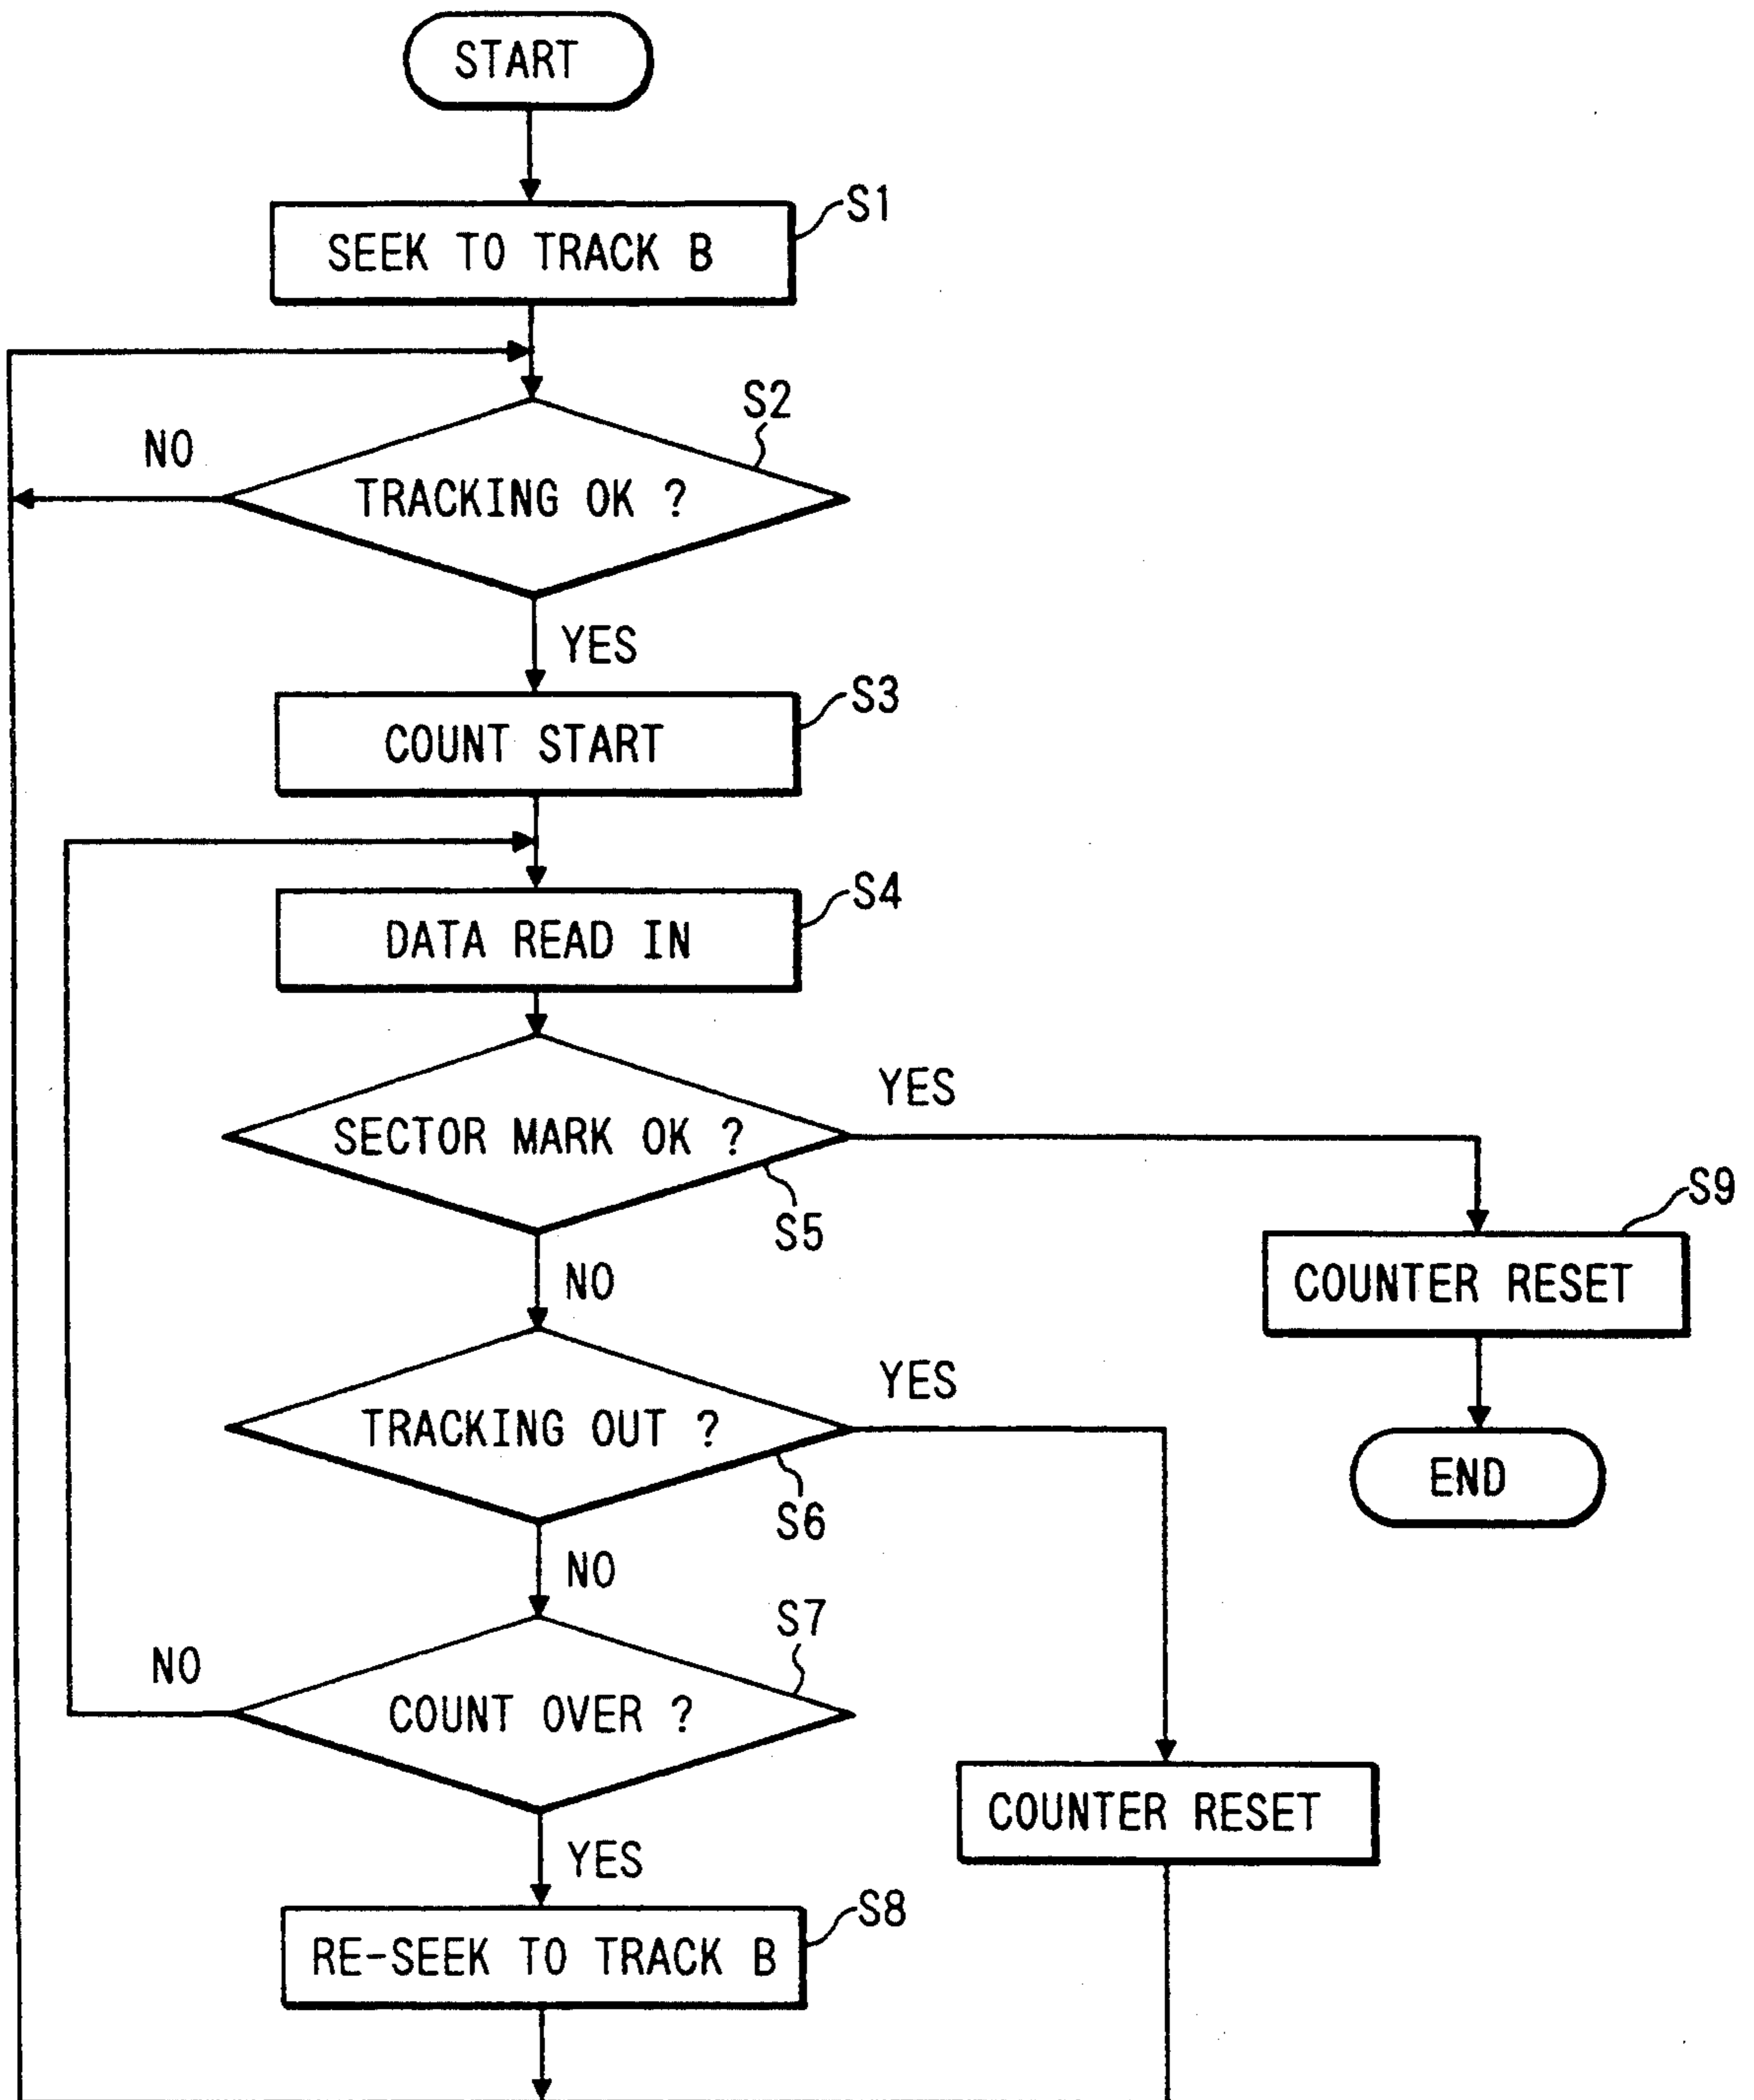 START
S1
SEEK TO TRACK B
S2
NO
TRACKING OK ?
YES
S3
COUNT START
S4
DATA READ IN
YES
SECTOR MARK OK ?
S5
S9
NO
COUNTER RESET
YES
TRACKING OUT ?
END
S6
NO
S7
NO
COUNT OVER ?
COUNTER RESET
YES
S8
RE-SEEK TO TRACK B